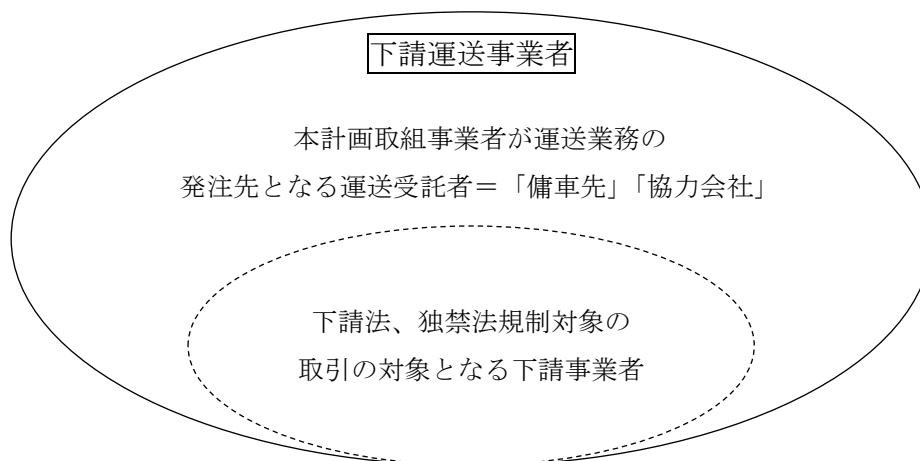 下請運送事業者
本計画取組事業者が運送業務の
発注先となる運送受託者＝「傭車先」「協力会社」
下請法、独禁法規制対象の
取引の対象となる下請事業者